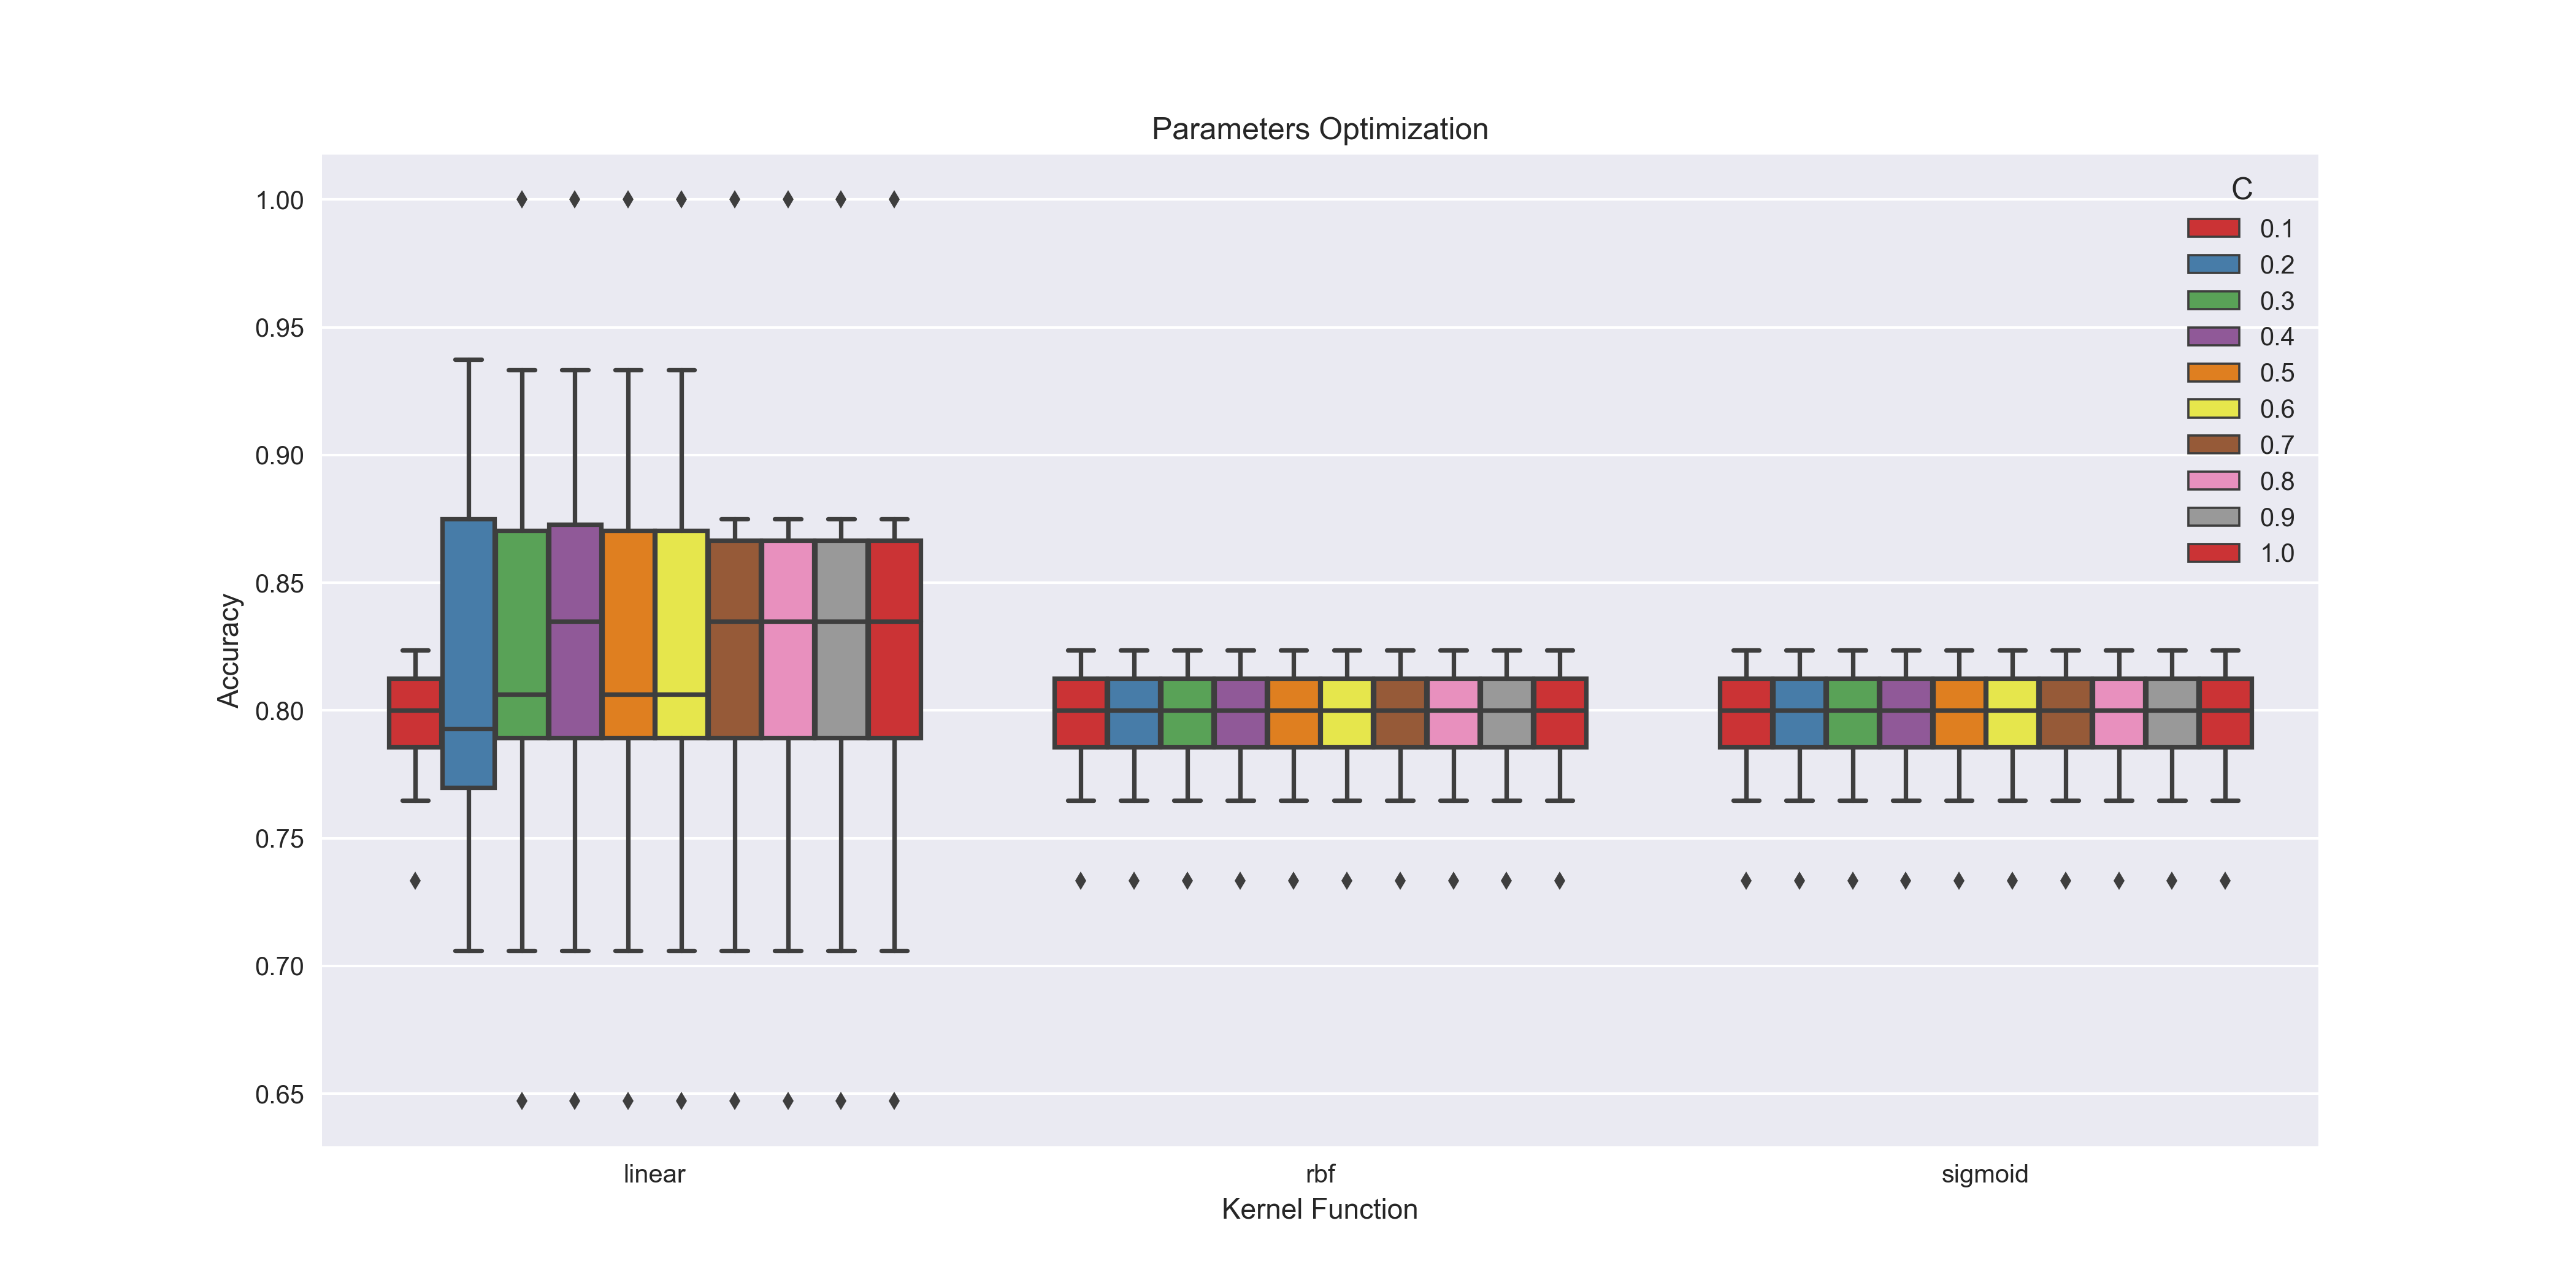 Parameters Optimization
1.00
0.95
0.90
0.85
0.80
0.75
0.70
0.65
Accuracy
C
0.1
0.2
0.3
0.4
0.5
0.6
0.7
0.8
0.9
1.0
linear
rbf
sigmoid
Kernel Function